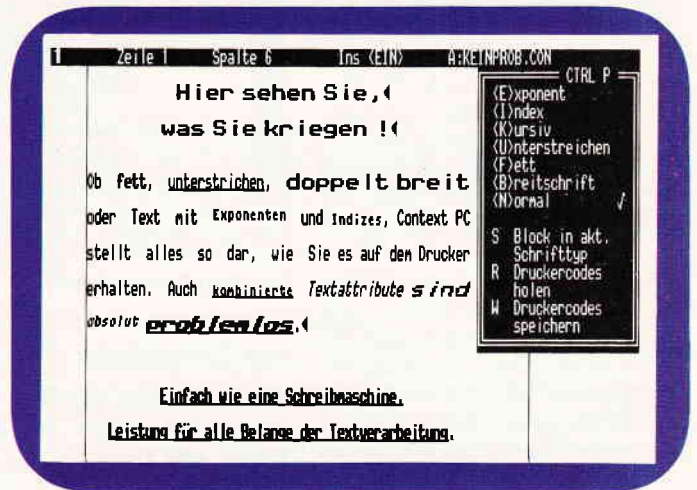 1 Zeile 1 Spalte 6 Ins (EIN) A:KEINPROB.CON
Hier sehen Sie,
was Sie kriegen !
Ob fett, unterstrichen, doppelt breit
oder Text mit Exponenten und Indizes, Context PC
stellt alles so dar, wie Sie es auf dem Drucker
erhalten. Auch kombinierte Textattribute sind
absolut problemlos.
Einfach wie eine Schreibmaschine.
Leistung für alle Belange der Textverarbeitung.
CTRL P
(E)xponent
(I)ndex
(K)ursiv
(U)nterstreichen
(F)ett
(B)reitschrift
(N)ormal √
S Block in akt.
Schrifttyp
R Druckercodes
holen
W Druckercodes
speichern